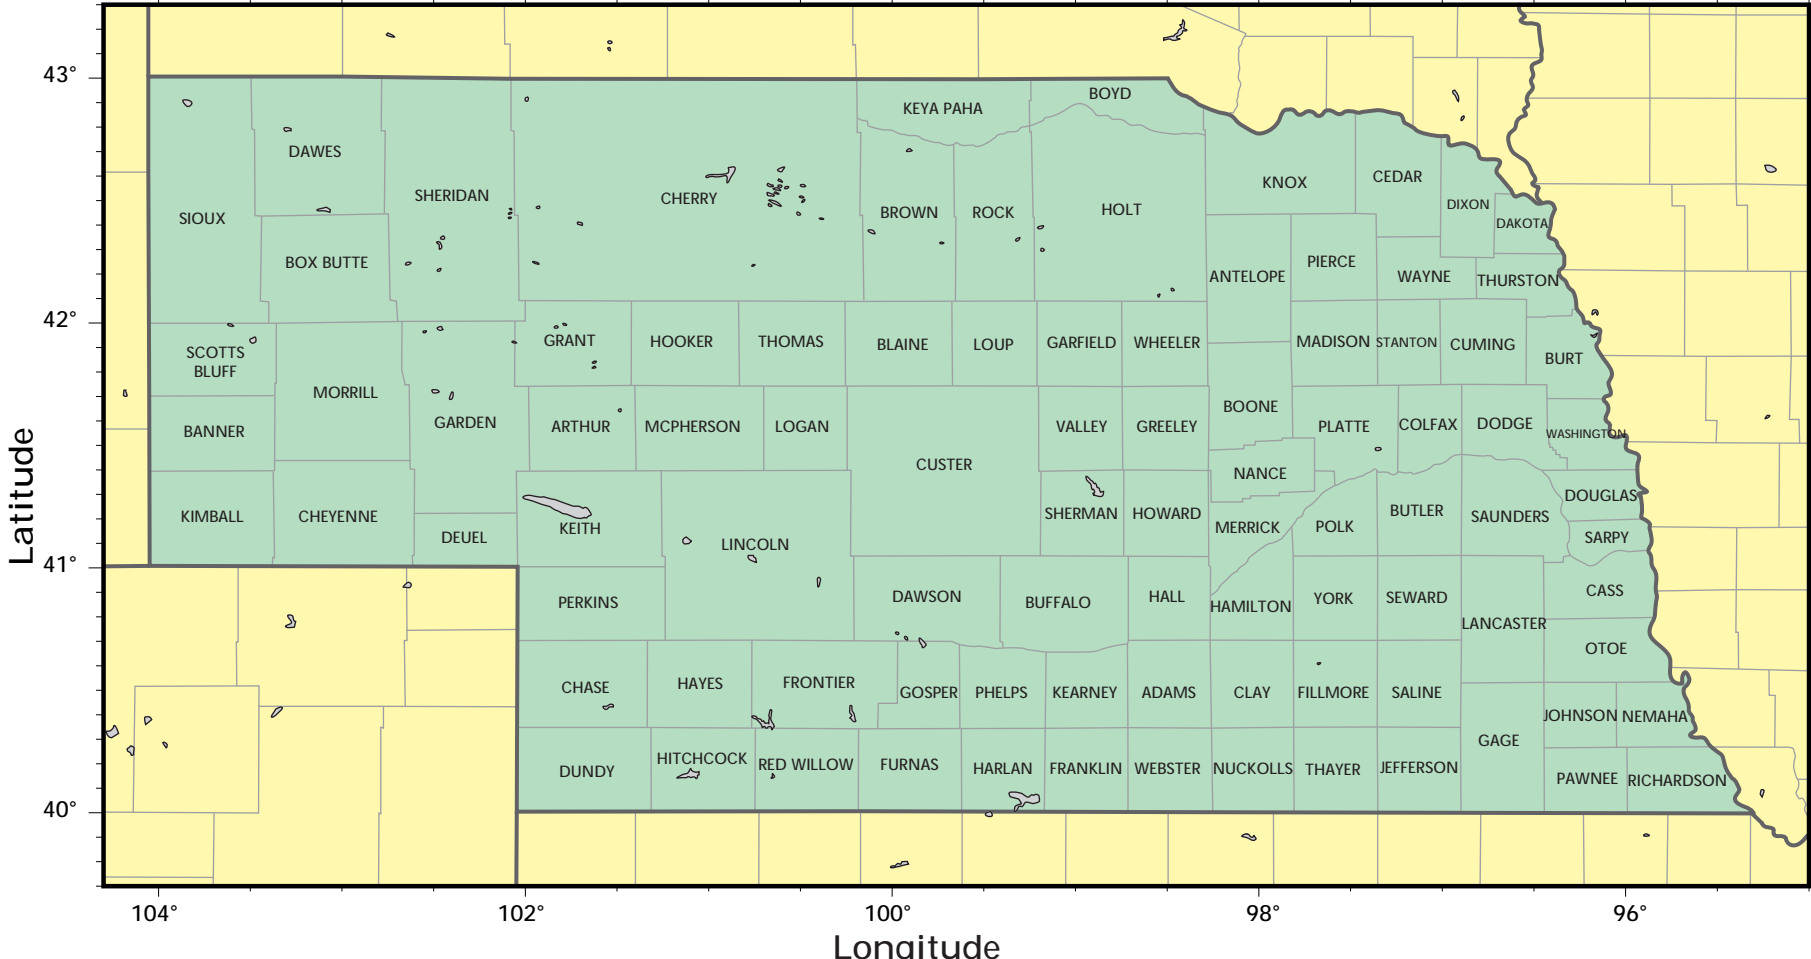 43°
BOYD
KEYA PAHA
DAWES
SHERIDAN
CHERRY
KNOX
CEDAR
SIOUX
BROWN
ROCK
HOLT
DIXON
DAKOTA
BOX BUTTE
ANTELOPE
PIERCE
WAYNE
THURSTON
42°
SCOTTS
BLUFF
GRANT
HOOKER
THOMAS
BLAINE
LOUP
GARFIELD
WHEELER
MADISON
STANTON
CUMING
BURT
MORRILL
GARDEN
BANNER
ARTHUR
MCPHERSON
LOGAN
CUSTER
VALLEY
GREELEY
BOONE
PLATTE
COLFAX
DODGE
WASHINGTON
NANCE
Latitude
KIMBALL
CHEYENNE
DEUEL
KEITH
LINCOLN
SHERMAN
HOWARD
MERRICK
POLK
BUTLER
SAUNDERS
DOUGLAS
SARPY
41°
PERKINS
DAWSON
BUFFALO
HALL
HAMILTON
YORK
SEWARD
LANCASTER
CASS
OTOE
CHASE
HAYES
FRONTIER
GOSPER
PHELPS
KEARNEY
ADAMS
CLAY
FILLMORE
SALINE
GAGE
JOHNSON
NEMAHA
DUNDY
HITCHCOCK
RED WILLOW
FURNAS
HARLAN
FRANKLIN
WEBSTER
NUCKOLLS
THAYER
JEFFERSON
PAWNEE
RICHARDSON
40°
104°
102°
100°
98°
96°
Longitude